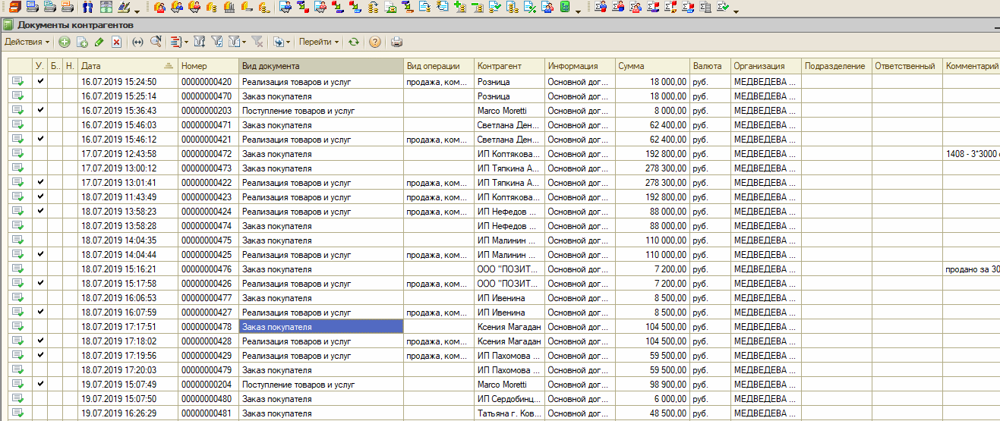 Документы контрагентов
Действия Перейти
У. Б.. Н. Дата Номер Вид документа Вид операции Контрагент Информация Сумма Валюта Организация Подразделение Ответственный Комментарий
16.07.2019 15:24:50 00000000420 Реализация товаров и услуг продажа, ком... Розница Основной дог... 18 000,00 руб. МЕДВЕДЕВА ...
16.07.2019 15:25:14 00000000470 Заказ покупателя Розница Основной дог... 18 000,00 руб. МЕДВЕДЕВА ...
16.07.2019 15:36:43 00000000203 Поступление товаров и услуг Marco Moretti Основной дог... 8 000,00 руб. МЕДВЕДЕВА ...
16.07.2019 15:46:03 00000000471 Заказ покупателя Светлана Ден... Основной дог... 62 400,00 руб. МЕДВЕДЕВА ...
16.07.2019 15:46:12 00000000421 Реализация товаров и услуг продажа, ком... Светлана Ден... Основной дог... 62 400,00 руб. МЕДВЕДЕВА ...
17.07.2019 12:43:58 00000000472 Заказ покупателя ИП Коптякова... Основной дог... 192 800,00 руб. МЕДВЕДЕВА ... 1408 - 3*3000
17.07.2019 13:00:12 00000000473 Заказ покупателя ИП Тяпкина А... Основной дог... 278 300,00 руб. МЕДВЕДЕВА ...
17.07.2019 13:01:41 00000000422 Реализация товаров и услуг продажа, ком... ИП Тяпкина А... Основной дог... 278 300,00 руб. МЕДВЕДЕВА ...
18.07.2019 11:43:49 00000000423 Реализация товаров и услуг продажа, ком... ИП Коптякова... Основной дог... 192 800,00 руб. МЕДВЕДЕВА ...
18.07.2019 13:58:23 00000000424 Реализация товаров и услуг продажа, ком... ИП Нефедов ... Основной дог... 88 000,00 руб. МЕДВЕДЕВА ...
18.07.2019 13:58:28 00000000474 Заказ покупателя ИП Нефедов ... Основной дог... 88 000,00 руб. МЕДВЕДЕВА ...
18.07.2019 14:04:35 00000000475 Заказ покупателя ИП Малинин ... Основной дог... 110 000,00 руб. МЕДВЕДЕВА ...
18.07.2019 14:04:44 00000000425 Реализация товаров и услуг продажа, ком... ИП Малинин ... Основной дог... 110 000,00 руб. МЕДВЕДЕВА ...
18.07.2019 15:16:21 00000000476 Заказ покупателя ООО "ПОЗИТ... Основной дог... 7 200,00 руб. МЕДВЕДЕВА ... продано за 30
18.07.2019 15:17:58 00000000426 Реализация товаров и услуг продажа, ком... ООО "ПОЗИТ... Основной дог... 7 200,00 руб. МЕДВЕДЕВА ...
18.07.2019 16:06:53 00000000477 Заказ покупателя ИП Ивенина Основной дог... 8 500,00 руб. МЕДВЕДЕВА ...
18.07.2019 16:07:59 00000000427 Реализация товаров и услуг продажа, ком... ИП Ивенина Основной дог... 8 500,00 руб. МЕДВЕДЕВА ...
18.07.2019 17:17:51 00000000478 Заказ покупателя Ксения Магадан Основной дог... 104 500,00 руб. МЕДВЕДЕВА ...
18.07.2019 17:18:02 00000000428 Реализация товаров и услуг продажа, ком... Ксения Магадан Основной дог... 104 500,00 руб. МЕДВЕДЕВА ...
18.07.2019 17:19:56 00000000429 Реализация товаров и услуг продажа, ком... ИП Пахомова ... Основной дог... 59 500,00 руб. МЕДВЕДЕВА ...
18.07.2019 17:20:03 00000000479 Заказ покупателя ИП Пахомова ... Основной дог... 59 500,00 руб. МЕДВЕДЕВА ...
19.07.2019 15:07:49 00000000204 Поступление товаров и услуг Marco Moretti Основной дог... 98 900,00 руб. МЕДВЕДЕВА ...
19.07.2019 15:07:50 00000000480 Заказ покупателя ИП Сердобинц... Основной дог... 6 000,00 руб. МЕДВЕДЕВА ...
19.07.2019 16:26:29 00000000481 Заказ покупателя Татьяна г. Ков... Основной дог... 48 500,00 руб. МЕДВЕДЕВА ...